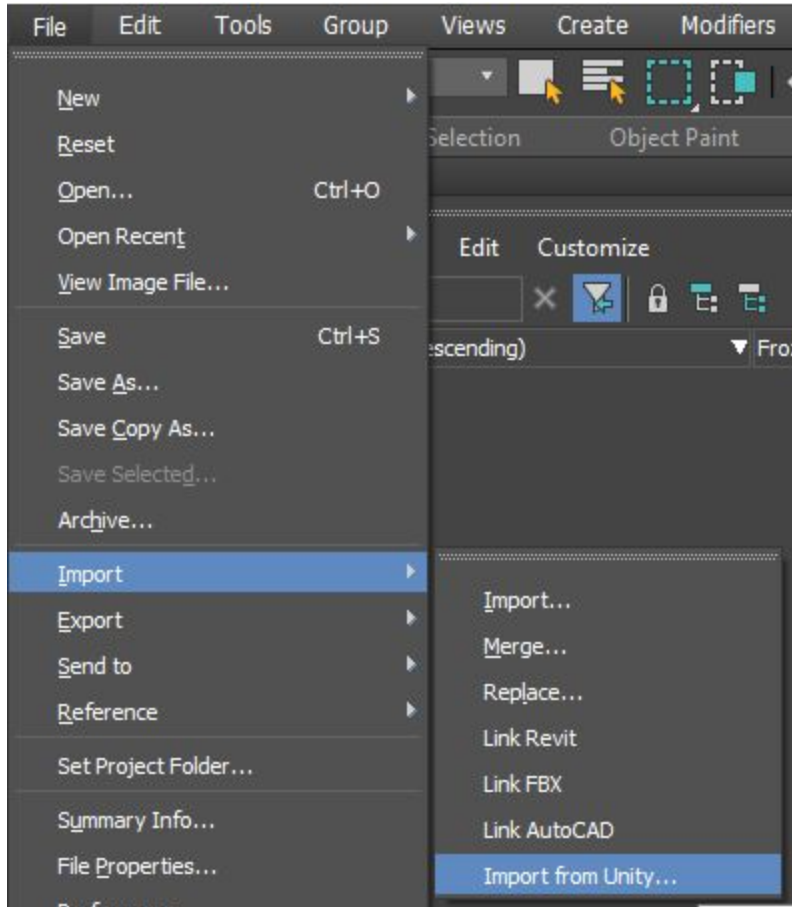 File Edit Tools Group Views Create Modifiers
Selection Object Paint
New
Reset
Open... Ctrl+O
Open Recent
View Image File...
Save Ctrl+S
Save As...
Save Copy As...
Save Selected...
Archive...
Import
Export
Send to
Reference
Set Project Folder...
Summary Info...
File Properties...
Edit Customize
escending)
Fro
Import...
Merge...
Replace...
Link Revit
Link FBX
Link AutoCAD
Import from Unity...